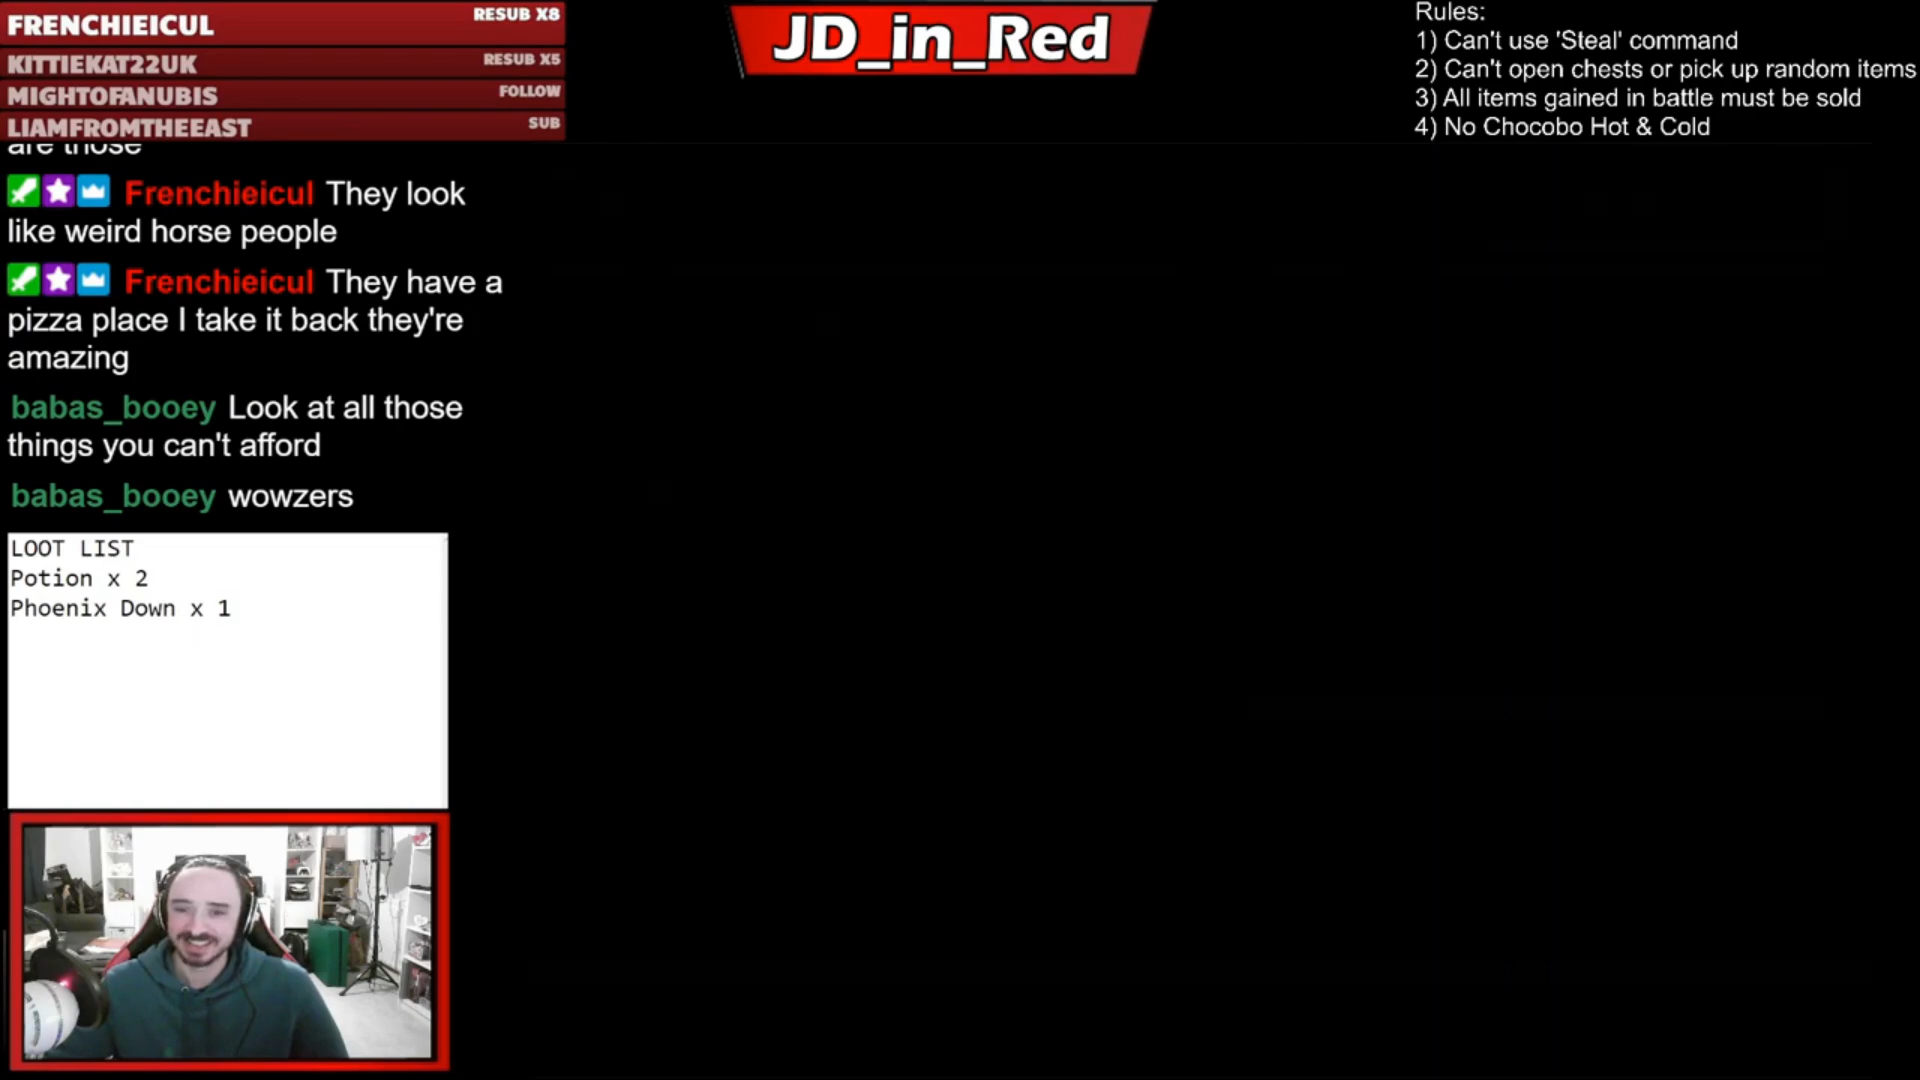 FRENCHIEICUL RESUB X8
KITTIEKAT22UK RESUB X5
MIGHTOFANUBIS FOLLOW
LIAMFROMTHEEAST SUB
are those
Frenchieicul They look
like weird horse people
Frenchieicul They have a
pizza place I take it back they're
amazing
babas_booey Look at all those
things you can't afford
babas_booey wowzers
LOOT LIST
Potion x 2
Phoenix Down x 1
JD_in_Red
Rules:
1) Can't use 'Steal' command
2) Can't open chests or pick up random items
3) All items gained in battle must be sold
4) No Chocobo Hot & Cold